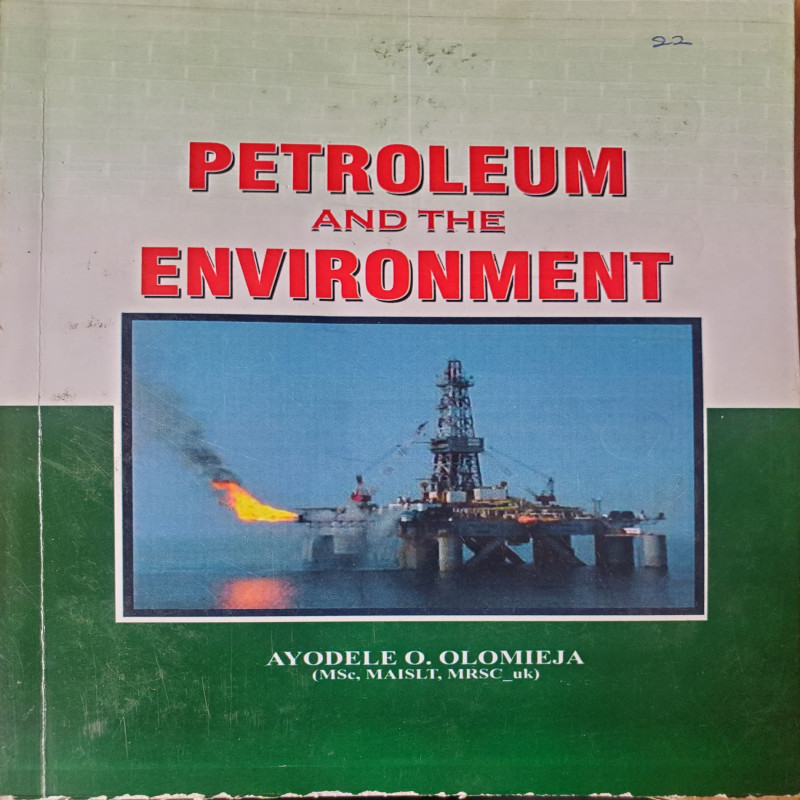 22
PETROLEUM
AND THE
ENVIRONMENT
AYODELE O. OLOMIEJA
(MSc, MAISLT, MRSC_uk)